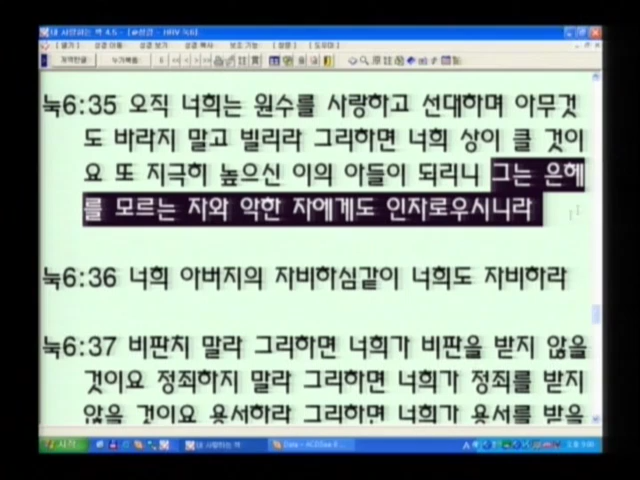 개역한글
눅6:35 오직 너희는 원수를 사랑하고 선대하며 아무것
도 바라지 말고 빌리라 그리하면 너희 상이 클 것이
요 또 지극히 높으신 이의 아들이 되리니 그는 은혜
를 모르는 자와 악한 자에게도 인자로우시니라
눅6:36 너희 아버지의 자비하심같이 너희도 자비하라
눅6:37 비판치 말라 그리하면 너희가 비판을 받지 않을
것이요 정죄하지 말라 그리하면 너희가 정죄를 받지
않을 것이요 용서하라 그리하면 너희가 용서를 받을
시작